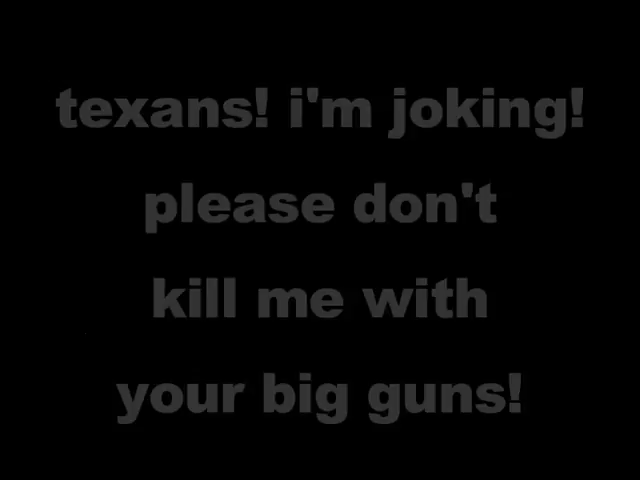 texans! i'm joking!
please don't
kill me with
your big guns!